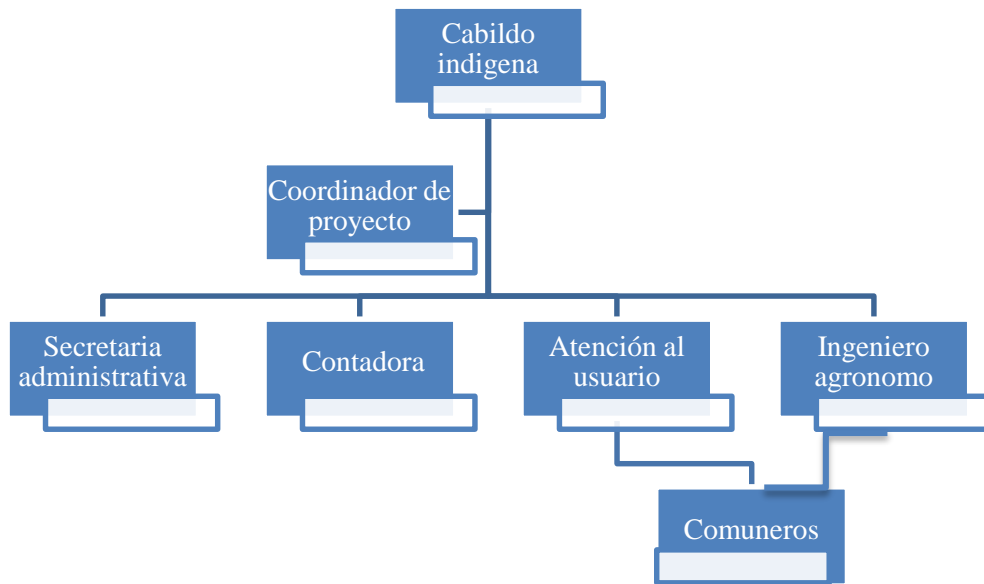 Cabildo
indigena
Coordinador de
proyecto
Secretaria
administrativa
Contadora
Atención al
usuario
Ingeniero
agronomo
Comuneros